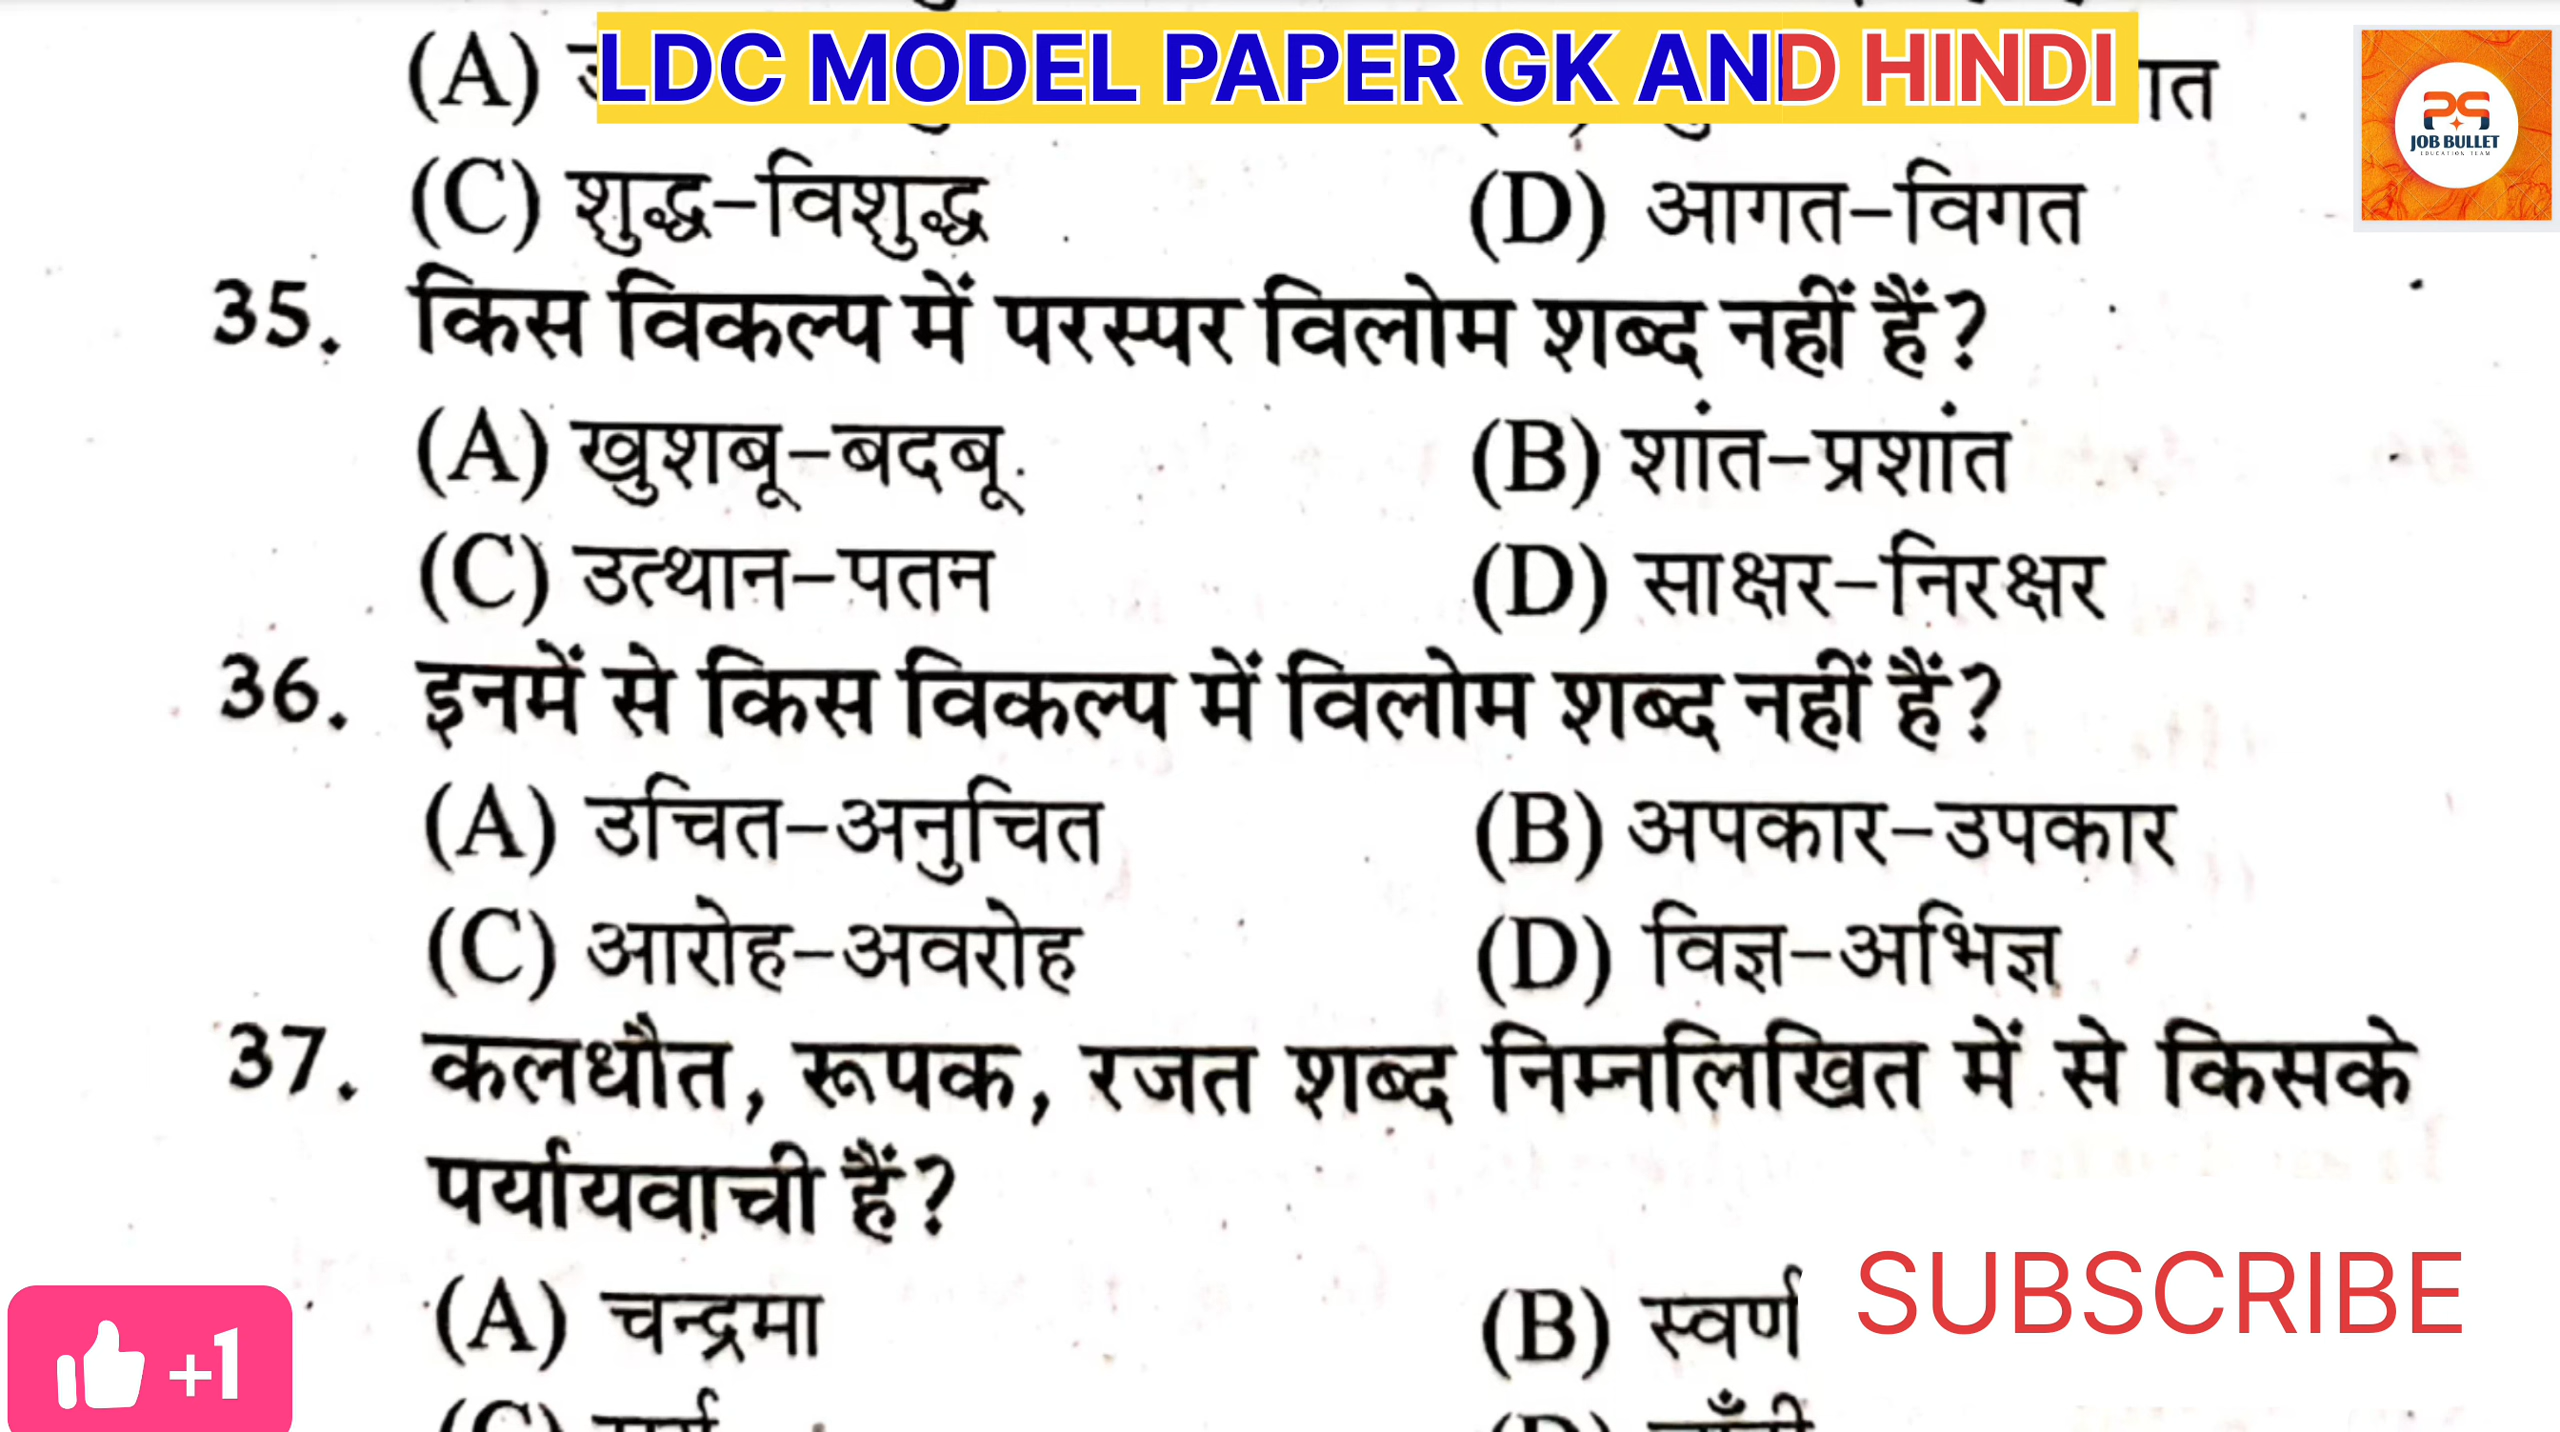 LDC MODEL PAPER GK AND HINDI
(A)
JOB BULLET
EDUCATION TEAM
(C) शुद्ध–विशुद्ध (D) आगत–विगत
35. किस विकल्प में परस्पर विलोम शब्द नहीं हैं?
(A) खुशबू–बदबू (B) शांत–प्रशांत
(C) उत्थान–पतन (D) साक्षर–निरक्षर
36. इनमें से किस विकल्प में विलोम शब्द नहीं हैं?
(A) उचित–अनुचित (B) अपकार–उपकार
(C) आरोह–अवरोह (D) विज्ञ–अभिज्ञ
37. कलधौत, रूपक, रजत शब्द निम्नलिखित में से किसके
पर्यायवाची हैं?
(A) चन्द्रमा (B) स्वर्ण
SUBSCRIBE
+1